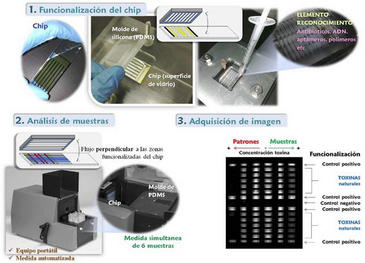 1. Funcionalización del chip
Chip
Molde de
silicona (PDMS)
Chip (superficie
de vidrio)
ELEMENTO
RECONOCIMIENTO
Antibióticos, ADN,
aptámeros, polímeros
etc
2. Análisis de muestras
Flujo perpendicular a las zonas
funcionalizadas del chip
Chip
Molde de
PDMS
Medida simultanea
de 6 muestras
✓ Equipo portátil
✓ Medida automatizada
3. Adquisición de imagen
Patrones
Muestras
+ - + -
Concentración toxina
Funcionalización
Control positivo
TOXINAS
naturales
Control positivo
Control negativo
Control positivo
TOXINAS
naturales
Control positivo